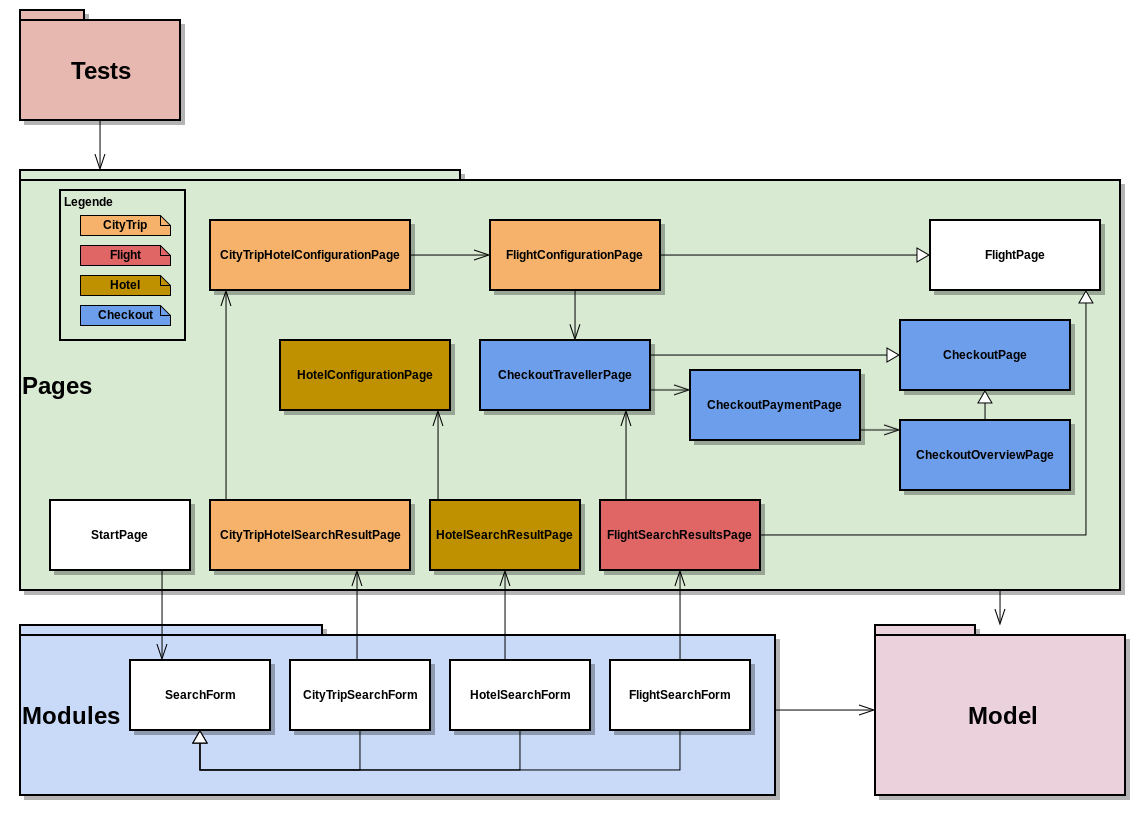 Tests
Legende
CityTrip
Flight
Hotel
Checkout
Pages
CityTripHotelConfigurationPage
FlightConfigurationPage
FlightPage
HotelConfigurationPage
CheckoutTravellerPage
CheckoutPaymentPage
CheckoutPage
CheckoutOverviewPage
StartPage
CityTripHotelSearchResultPage
HotelSearchResultPage
FlightSearchResultsPage
Modules
SearchForm
CityTripSearchForm
HotelSearchForm
FlightSearchForm
Model